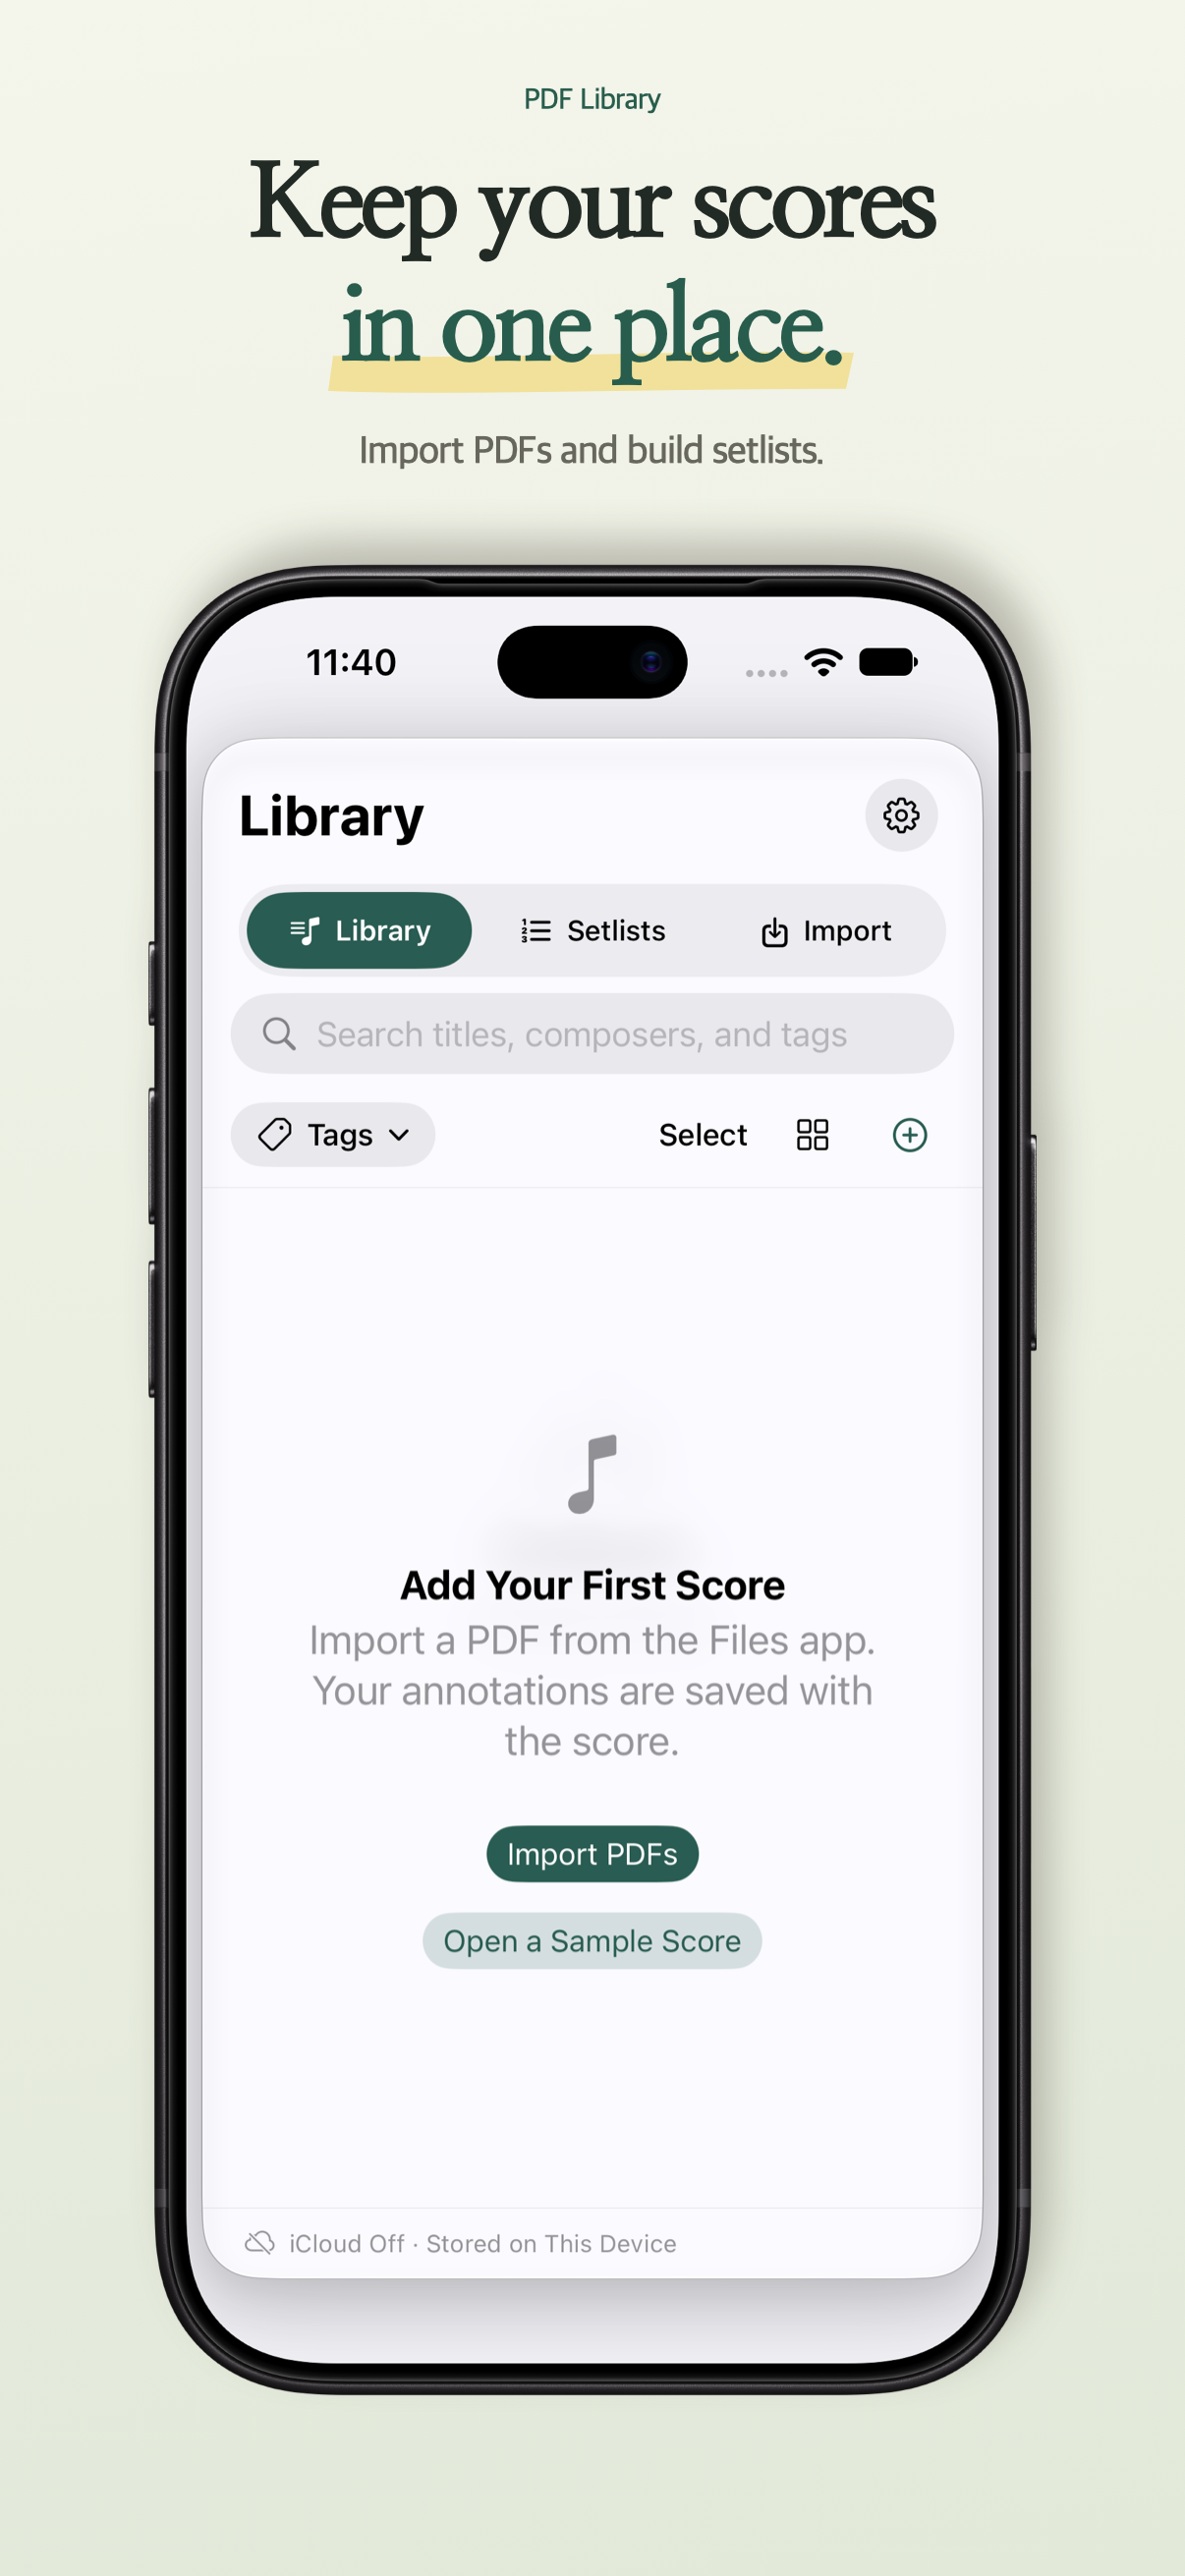 PDF Library
Keep your scores
in one place.
Import PDFs and build setlists.
11:40
Library
Library
Setlists
Import
Search titles, composers, and tags
Tags
Select
Add Your First Score
Import a PDF from the Files app.
Your annotations are saved with
the score.
Import PDFs
Open a Sample Score
iCloud Off · Stored on This Device